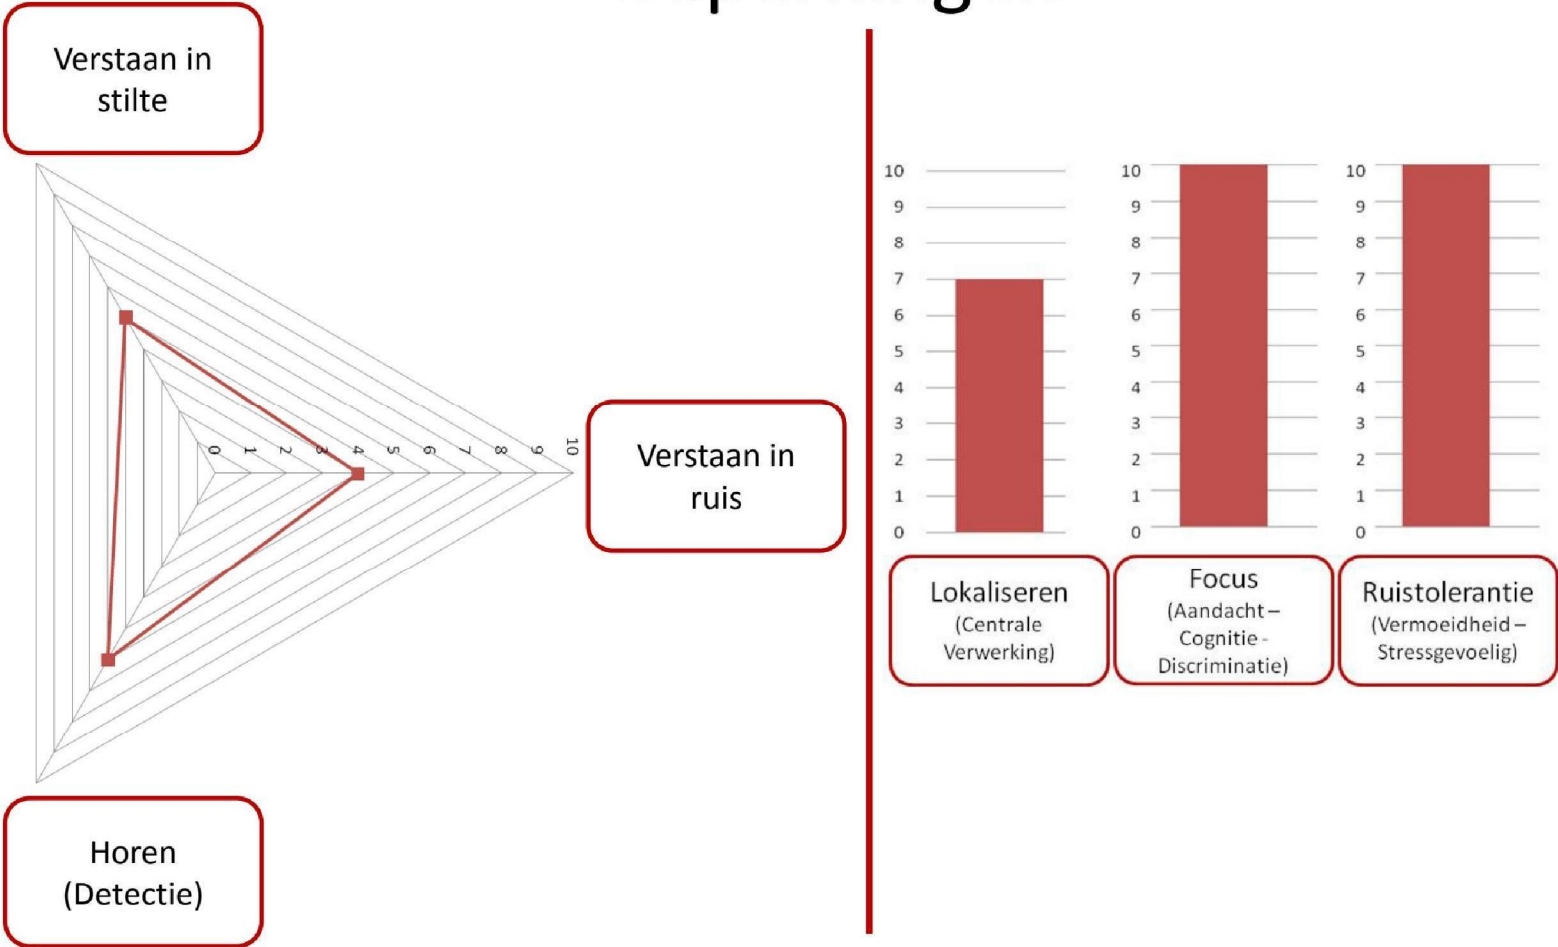 Verstaan in
stilte
0 1 2 3 4 5 6 7 8 9 10
Verstaan in
ruis
Horen
(Detectie)
10
9
8
7
6
5
4
3
2
1
0
Lokaliseren
(Centrale
Verwerking)
10
9
8
7
6
5
4
3
2
1
0
Focus
(Aandacht –
Cognitie -
Discriminatie)
10
9
8
7
6
5
4
3
2
1
0
Ruistolerantie
(Vermoeidheid –
Stressgevoelig)